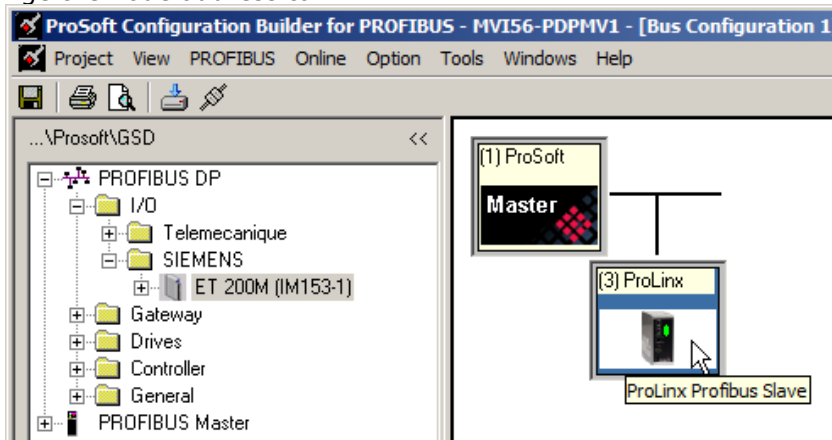 ProSoft Configuration Builder for PROFIBUS - MVI56-PDPMV1 - [Bus Configuration 1
Project View PROFIBUS Online Option Tools Windows Help
...\Prosoft\GSD <<
PROFIBUS DP
I/O
Telemecanique
SIEMENS
ET 200M (IM153-1)
Gateway
Drives
Controller
General
PROFIBUS Master
(1) ProSoft
Master
(3) ProLinx
ProLinx Profibus Slave